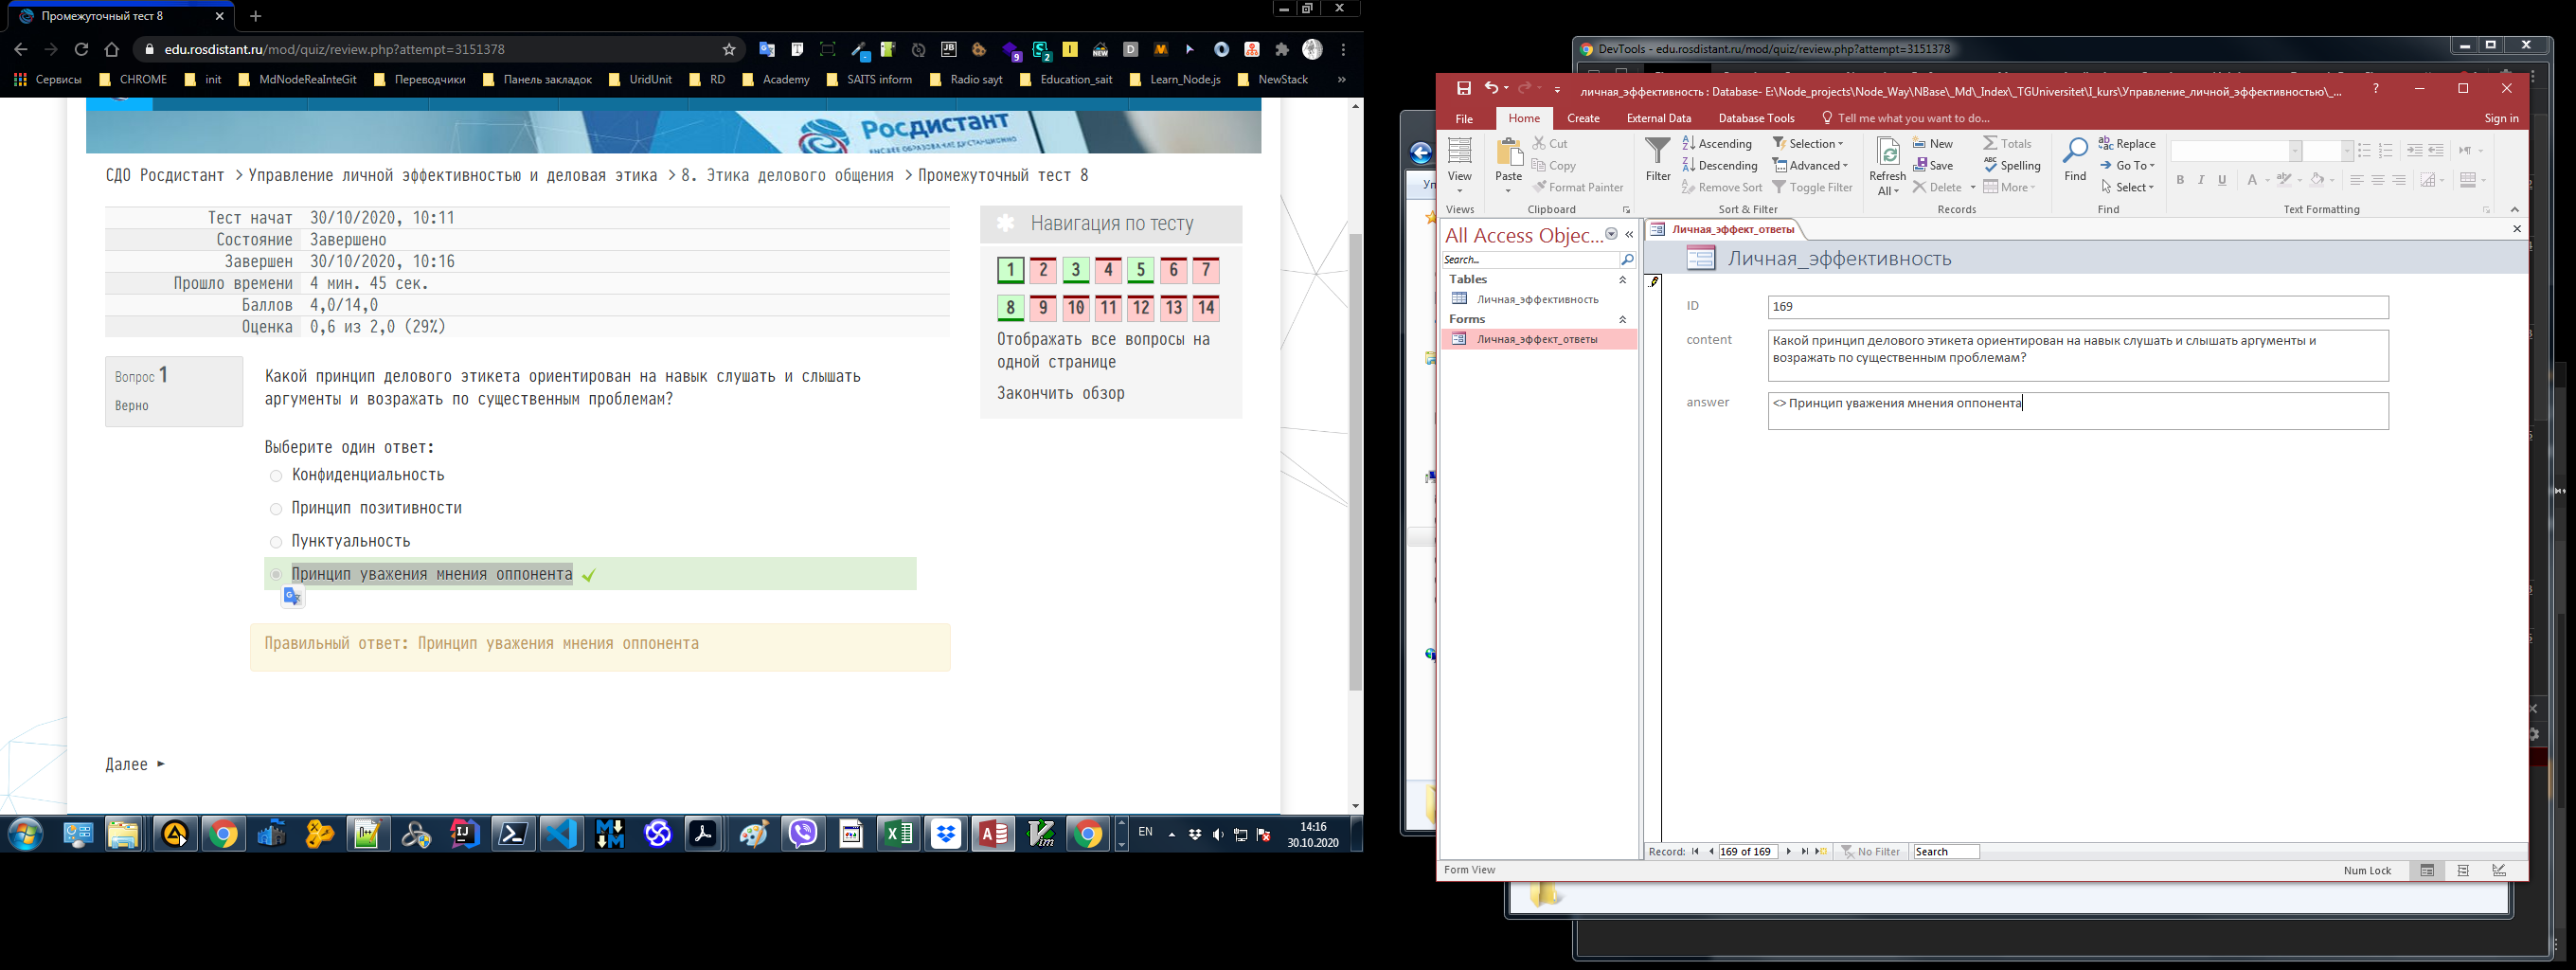 Промежуточный тест 8
edu.rosdistant.ru/mod/quiz/review.php?attempt=3151378
Сервисы CHROME init MdNodeReaInteGit Переводчики Панель закладок UridUnit RD Academy SAITS inform Radio sayt Education_sait Learn_Node.js NewStack »
Росдистант
ВЫСШЕЕ ОБРАЗОВАНИЕ ДИСТАНЦИОННО
СДО Росдистант > Управление личной эффективностью и деловая этика > 8. Этика делового общения > Промежуточный тест 8
Тест начат 30/10/2020, 10:11
Состояние Завершено
Завершен 30/10/2020, 10:16
Прошло времени 4 мин. 45 сек.
Баллов 4,0/14,0
Оценка 0,6 из 2,0 (29%)
Навигация по тесту
1 2 3 4 5 6 7
8 9 10 11 12 13 14
Отображать все вопросы на
одной странице
Закончить обзор
Вопрос 1
Верно
Какой принцип делового этикета ориентирован на навык слушать и слышать
аргументы и возражать по существенным проблемам?
Выберите один ответ:
Конфиденциальность
Принцип позитивности
Пунктуальность
Принцип уважения мнения оппонента
Правильный ответ: Принцип уважения мнения оппонента
Далее ►
EN
14:16
30.10.2020
DevTools - edu.rosdistant.ru/mod/quiz/review.php?attempt=3151378
личная_эффективность : Database- E:\Node_projects\Node_Way\NBase\_Md\_Index\_TGUniversitet\I_kurs\Управление_личной_эффективностью\_...
File Home Create External Data Database Tools Tell me what you want to do... Sign in
View
Views
Paste
Cut
Copy
Format Painter
Clipboard
Filter
Ascending
Descending
Remove Sort
Selection
Advanced
Toggle Filter
Sort & Filter
Refresh
All
New
Save
Delete
Totals
Spelling
More
Records
Find
Replace
Go To
Select
Find
B I U A
Text Formatting
All Access Objec...
Search...
Tables
Личная_эффективность
Forms
Личная_эффект_ответы
Личная_эффект_ответы
Личная_эффективность
ID 169
content Какой принцип делового этикета ориентирован на навык слушать и слышать аргументы и
возражать по существенным проблемам?
answer <> Принцип уважения мнения оппонента
Record: 169 of 169 No Filter Search
Form View
Num Lock